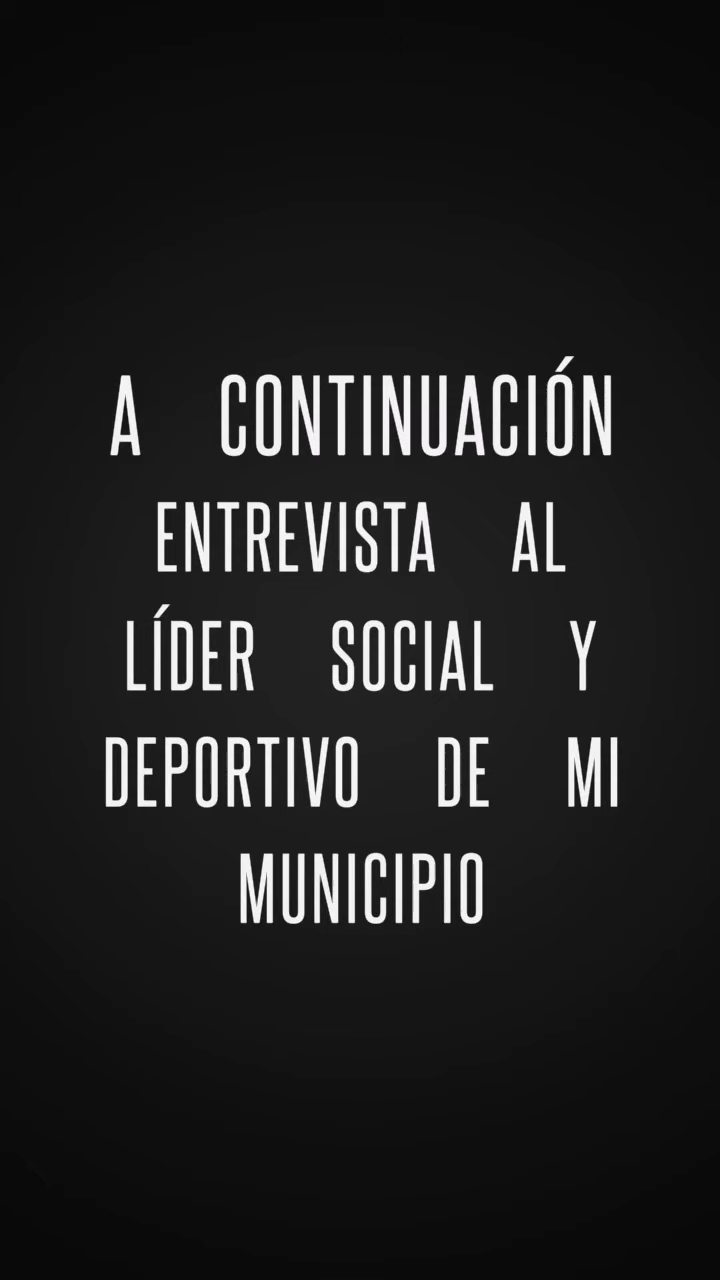 A CONTINUACIÓN
ENTREVISTA AL
LÍDER SOCIAL Y
DEPORTIVO DE MI
MUNICIPIO